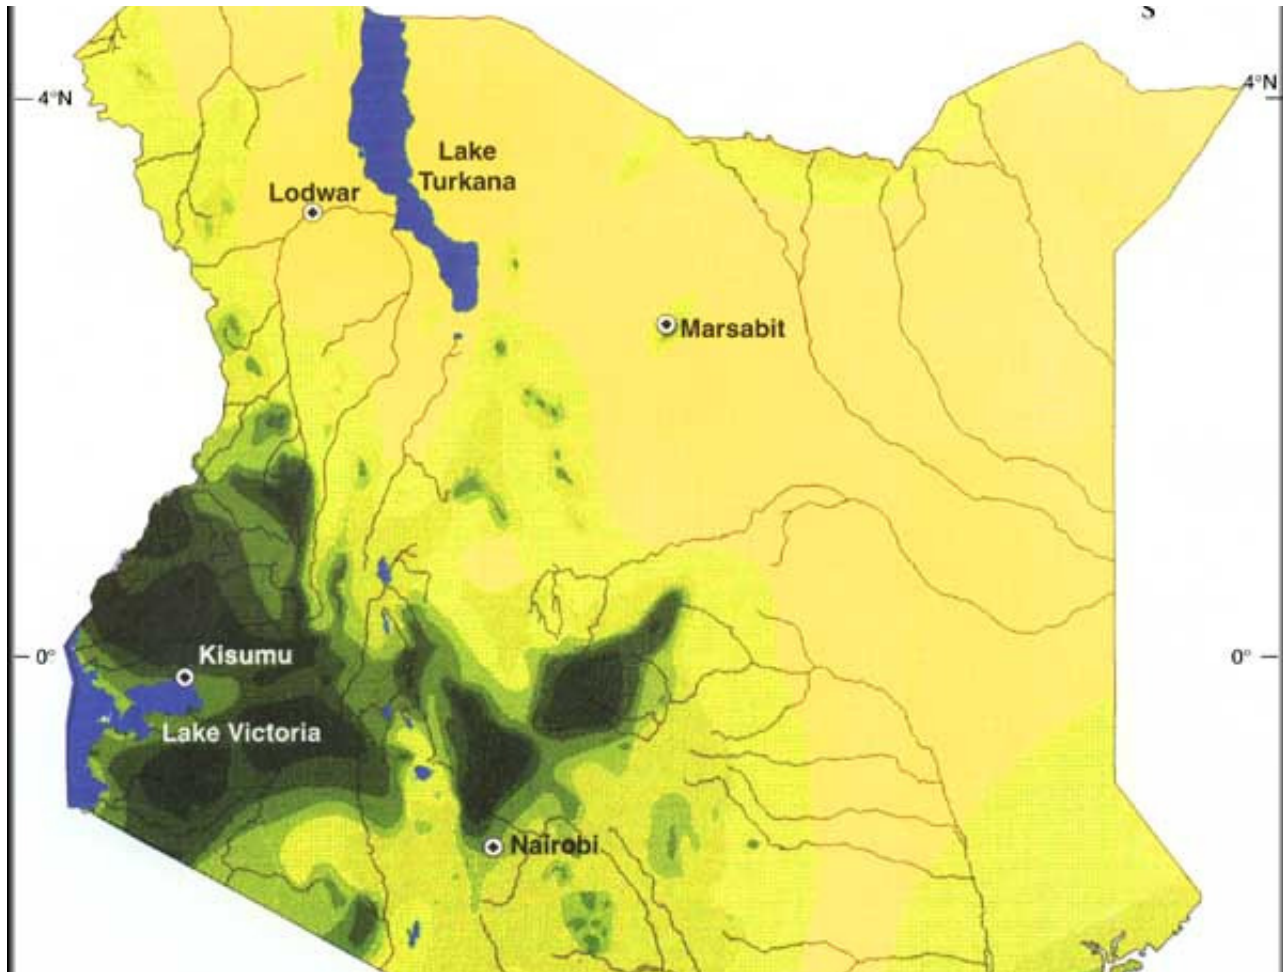 S
4°N
4°N
Lake
Turkana
Lodwar
Marsabit
Kisumu
0°
0°
Lake Victoria
Nairobi